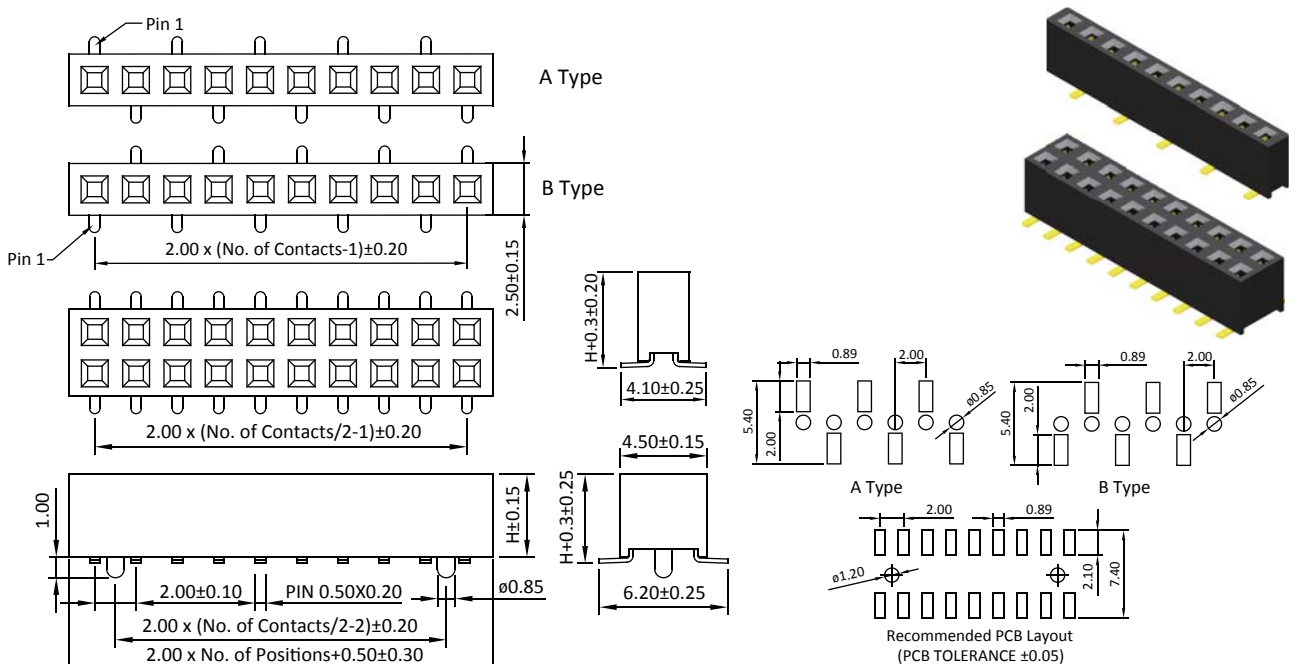 Pin 1
A Type
B Type
Pin 1
2.00 x (No. of Contacts-1)±0.20
2.50±0.15
2.00 x (No. of Contacts/2-1)±0.20
H+0.3±0.20
4.10±0.25
0.89
2.00
ø0.85
5.40
2.00
A Type
0.89
2.00
ø0.85
5.40
2.00
B Type
1.00
H±0.15
2.00±0.10
PIN 0.50X0.20
ø0.85
2.00 x (No. of Contacts/2-2)±0.20
2.00 x No. of Positions+0.50±0.30
4.50±0.15
H+0.3±0.25
6.20±0.25
2.00
0.89
ø1.20
2.10
7.40
Recommended PCB Layout
(PCB TOLERANCE ±0.05)